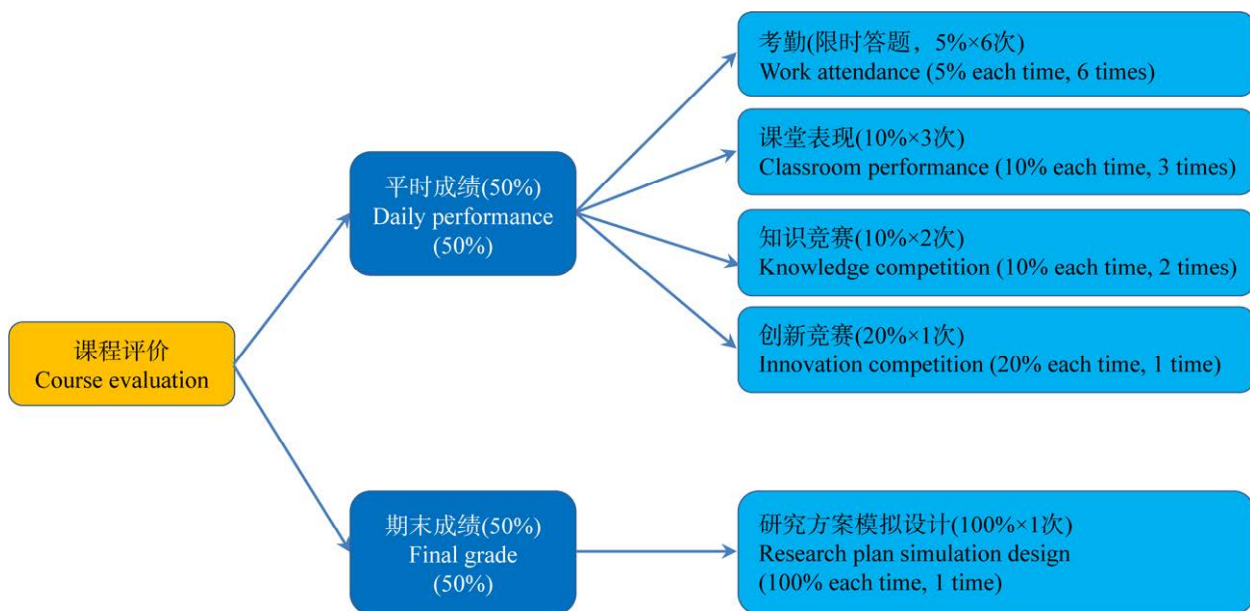 考勤(限时答题，5%×6次)
Work attendance (5% each time, 6 times)
课堂表现(10%×3次)
Classroom performance (10% each time, 3 times)
平时成绩(50%)
Daily performance
(50%)
知识竞赛(10%×2次)
Knowledge competition (10% each time, 2 times)
创新竞赛(20%×1次)
Innovation competition (20% each time, 1 time)
课程评价
Course evaluation
期末成绩(50%)
Final grade
(50%)
研究方案模拟设计(100%×1次)
Research plan simulation design
(100% each time, 1 time)